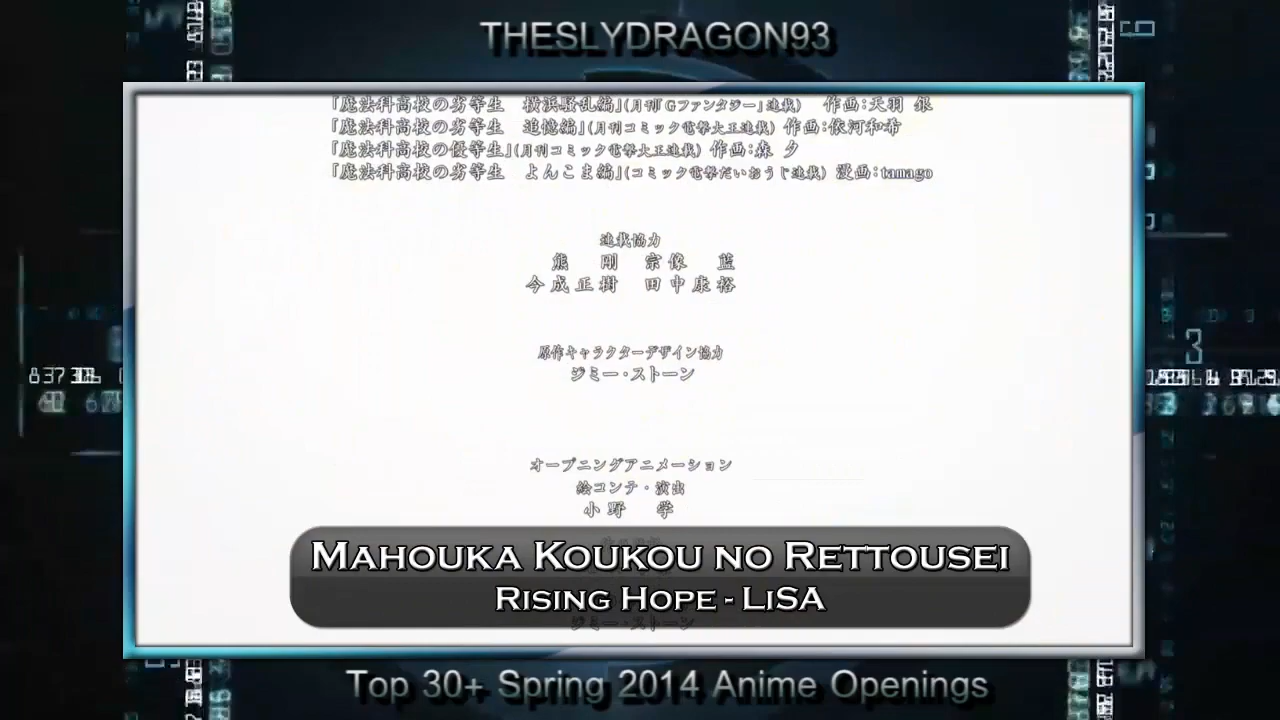 THESLYDRAGON93
「魔法科高校の劣等生　横浜騒乱編」(月刊「Gファンタジー」連載)　作画:天羽 銀
「魔法科高校の劣等生　追憶編」(月刊コミック電撃大王連載) 作画:依河和希
「魔法科高校の優等生」(月刊コミック電撃大王連載) 作画:森 夕
「魔法科高校の劣等生　よんこま編」(コミック電撃だいおうじ連載) 漫画:tamago
連載協力
熊　剛　宗像　藍
今成正樹　田中康裕
原作キャラクターデザイン協力
ジミー・ストーン
オープニングアニメーション
絵コンテ・演出
小野　学
MAHOUKA KOUKOU NO RETTOUSEI
RISING HOPE - LiSA
ジミー・ストーン
Top 30+ Spring 2014 Anime Openings